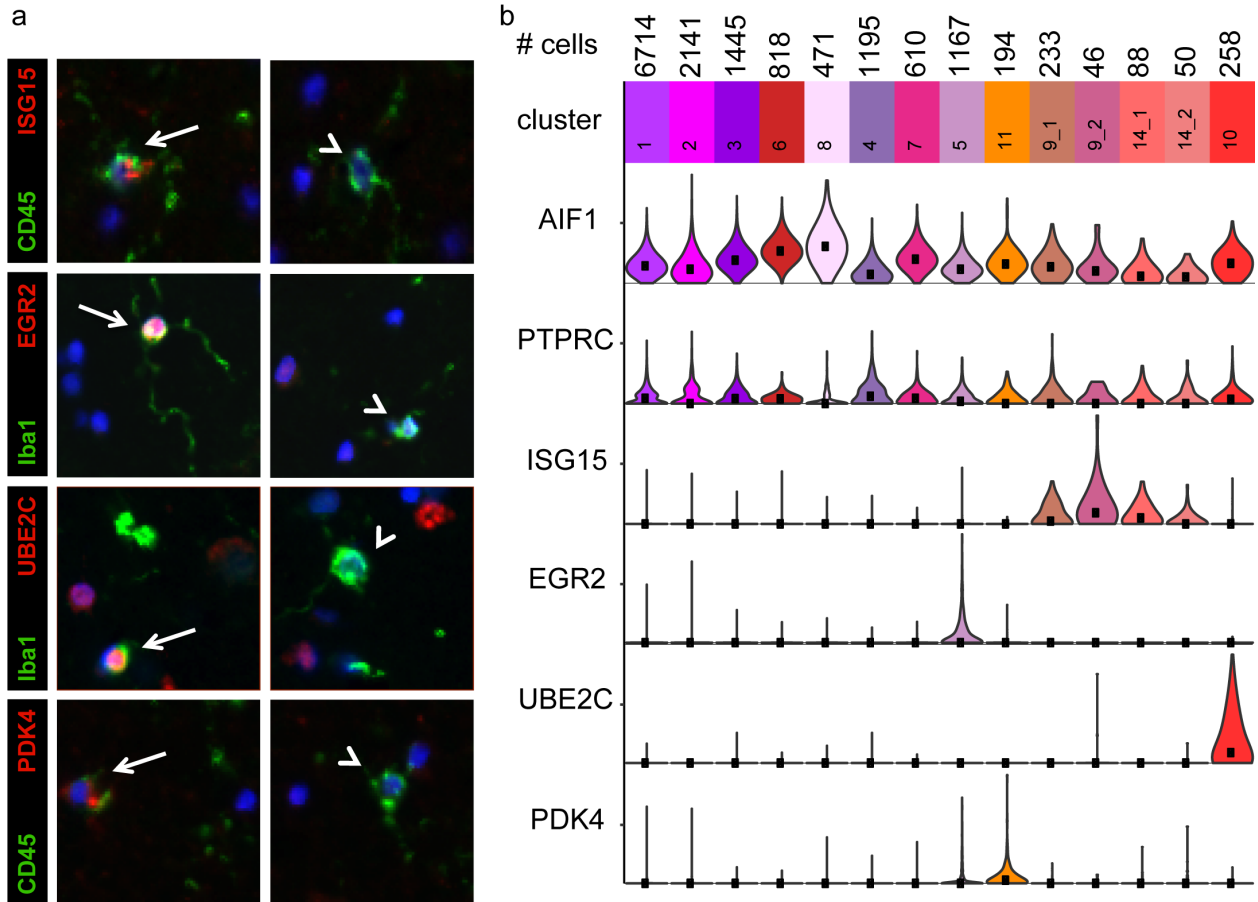 a
CD45 ISG15
Iba1 EGR2
Iba1 UBE2C
CD45 PDK4
b
# cells 6714 2141 1445 818 471 1195 610 1167 194 233 46 88 50 258
cluster 1 2 3 6 8 4 7 5 11 9_1 9_2 14_1 14_2 10
AIF1
PTPRC
ISG15
EGR2
UBE2C
PDK4